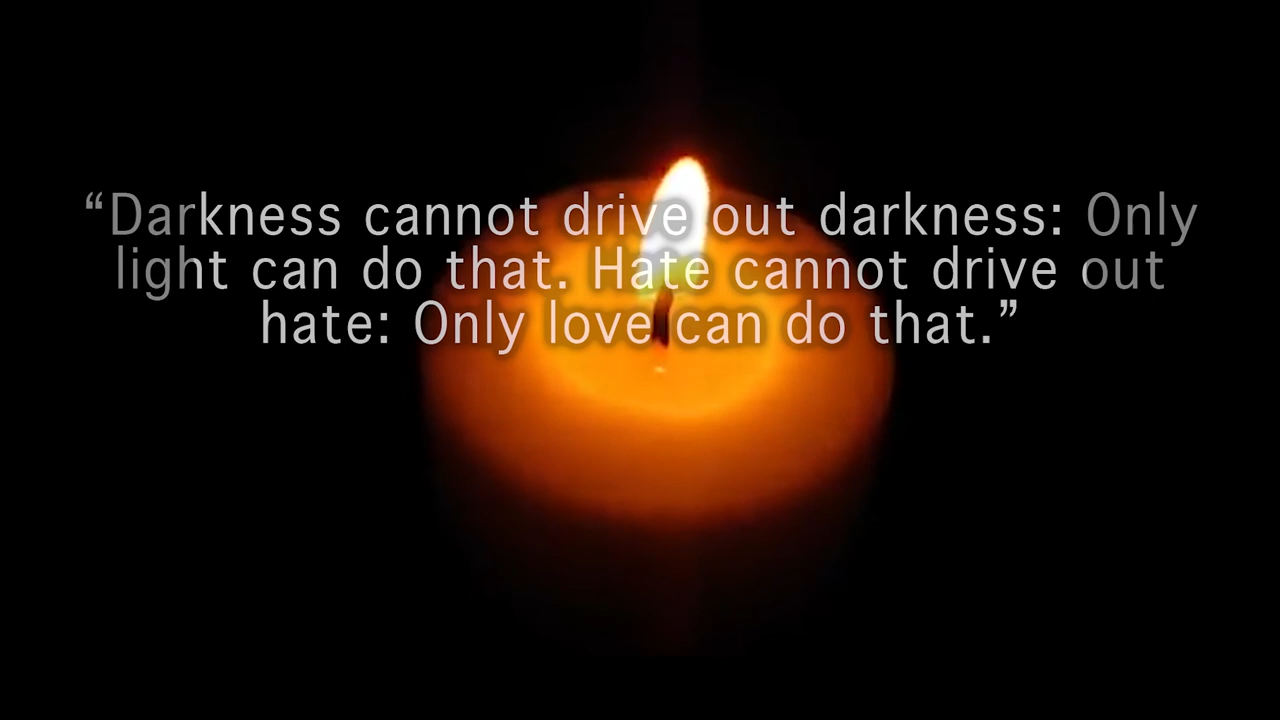 “Darkness cannot drive out darkness: Only
light can do that. Hate cannot drive out
hate: Only love can do that.”